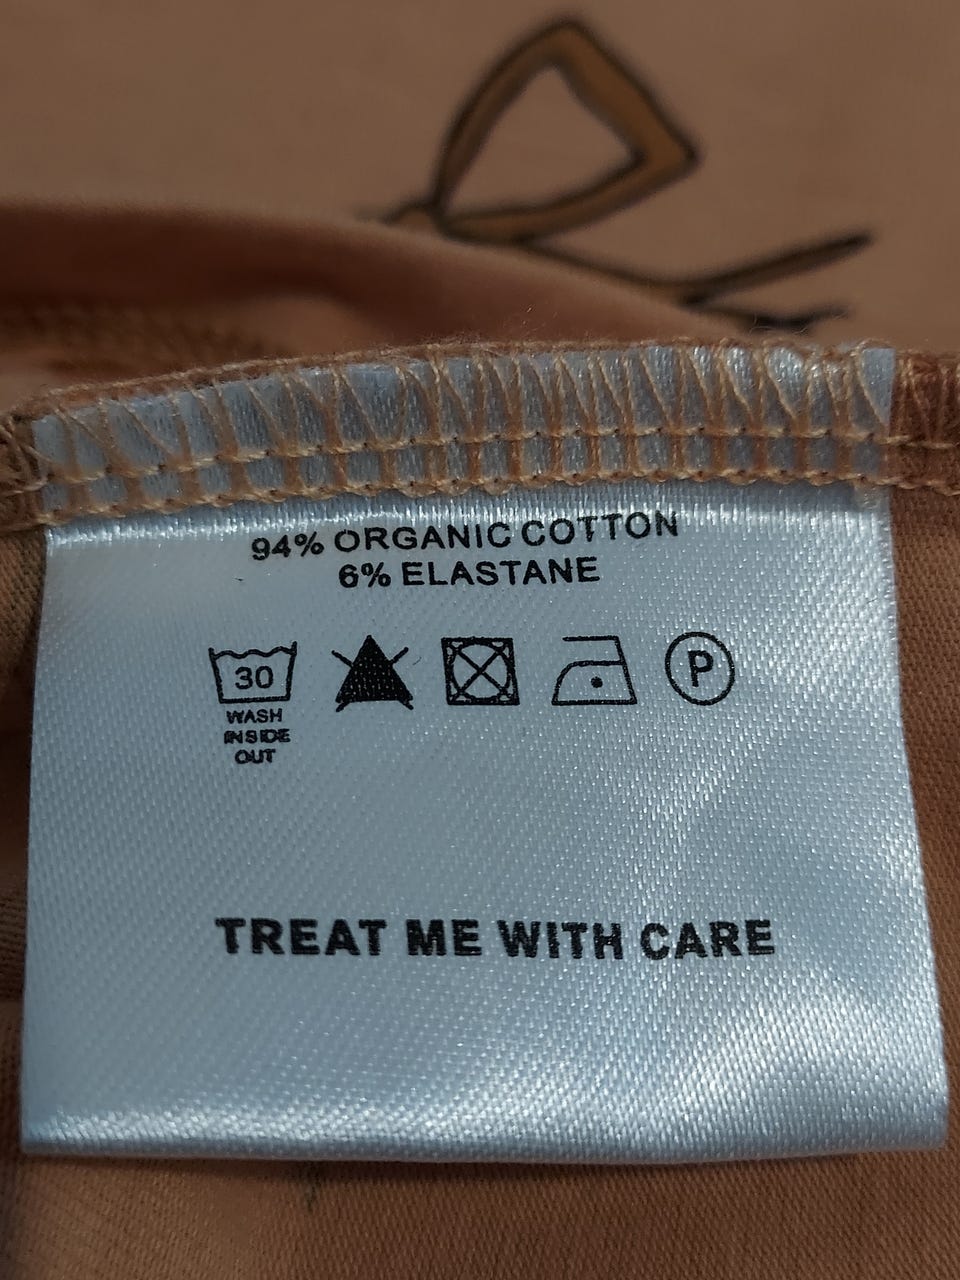 94% ORGANIC COTTON
6% ELASTANE
30
P
WASH
INSIDE
OUT
TREAT ME WITH CARE